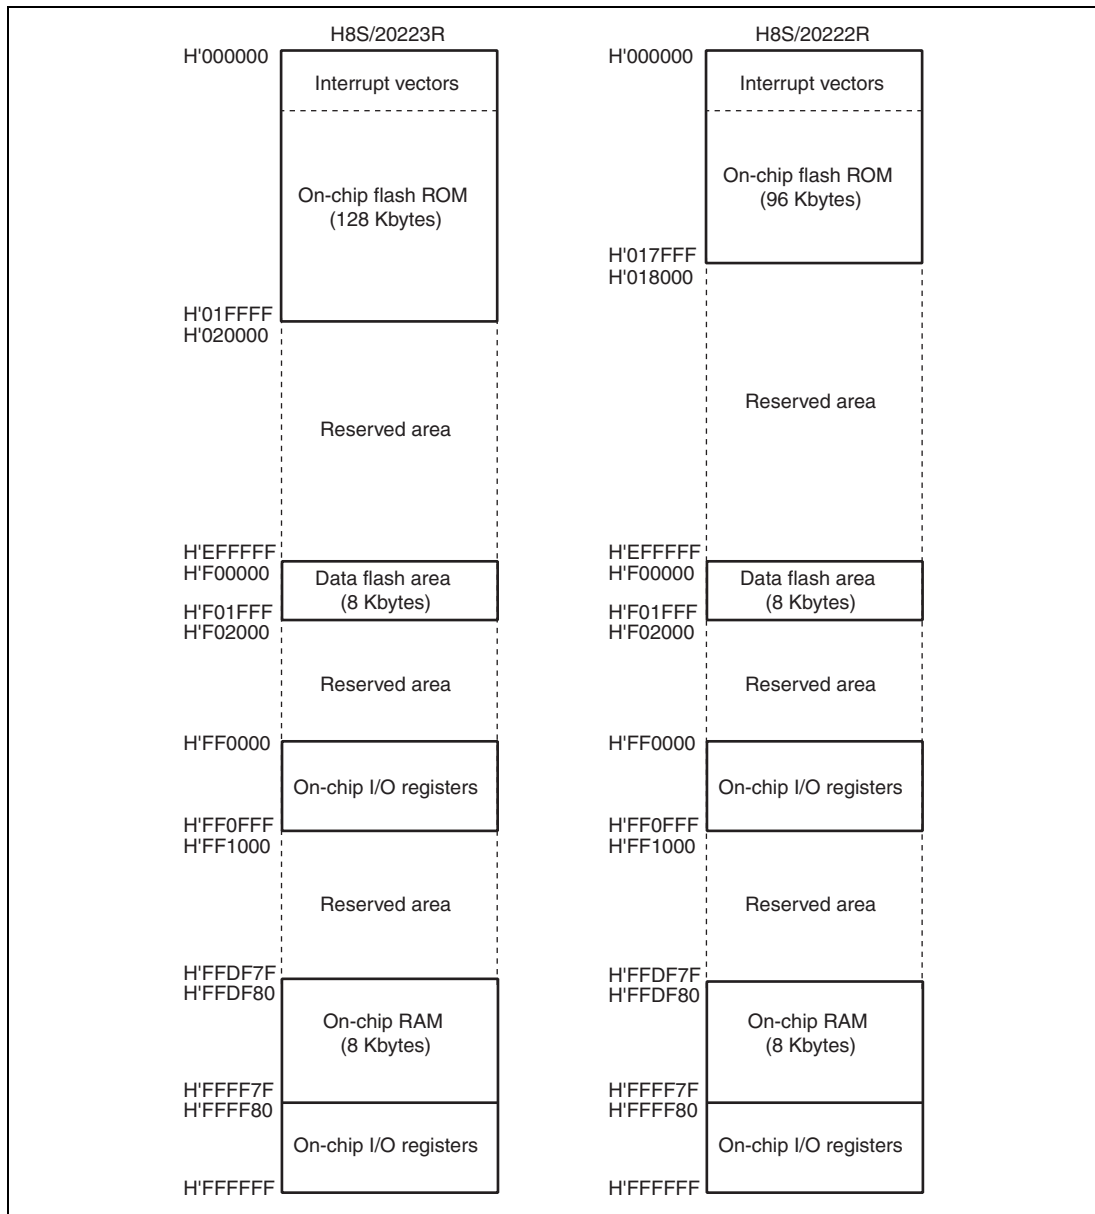 H8S/20223R
H'000000
Interrupt vectors
On-chip flash ROM
(128 Kbytes)
H'01FFFF
H'020000
Reserved area
H'EFFFFF
H'F00000
Data flash area
(8 Kbytes)
H'F01FFF
H'F02000
Reserved area
H'FF0000
On-chip I/O registers
H'FF0FFF
H'FF1000
Reserved area
H'FFDF7F
H'FFDF80
On-chip RAM
(8 Kbytes)
H'FFFF7F
H'FFFF80
On-chip I/O registers
H'FFFFFF
H8S/20222R
H'000000
Interrupt vectors
On-chip flash ROM
(96 Kbytes)
H'017FFF
H'018000
Reserved area
H'EFFFFF
H'F00000
Data flash area
(8 Kbytes)
H'F01FFF
H'F02000
Reserved area
H'FF0000
On-chip I/O registers
H'FF0FFF
H'FF1000
Reserved area
H'FFDF7F
H'FFDF80
On-chip RAM
(8 Kbytes)
H'FFFF7F
H'FFFF80
On-chip I/O registers
H'FFFFFF